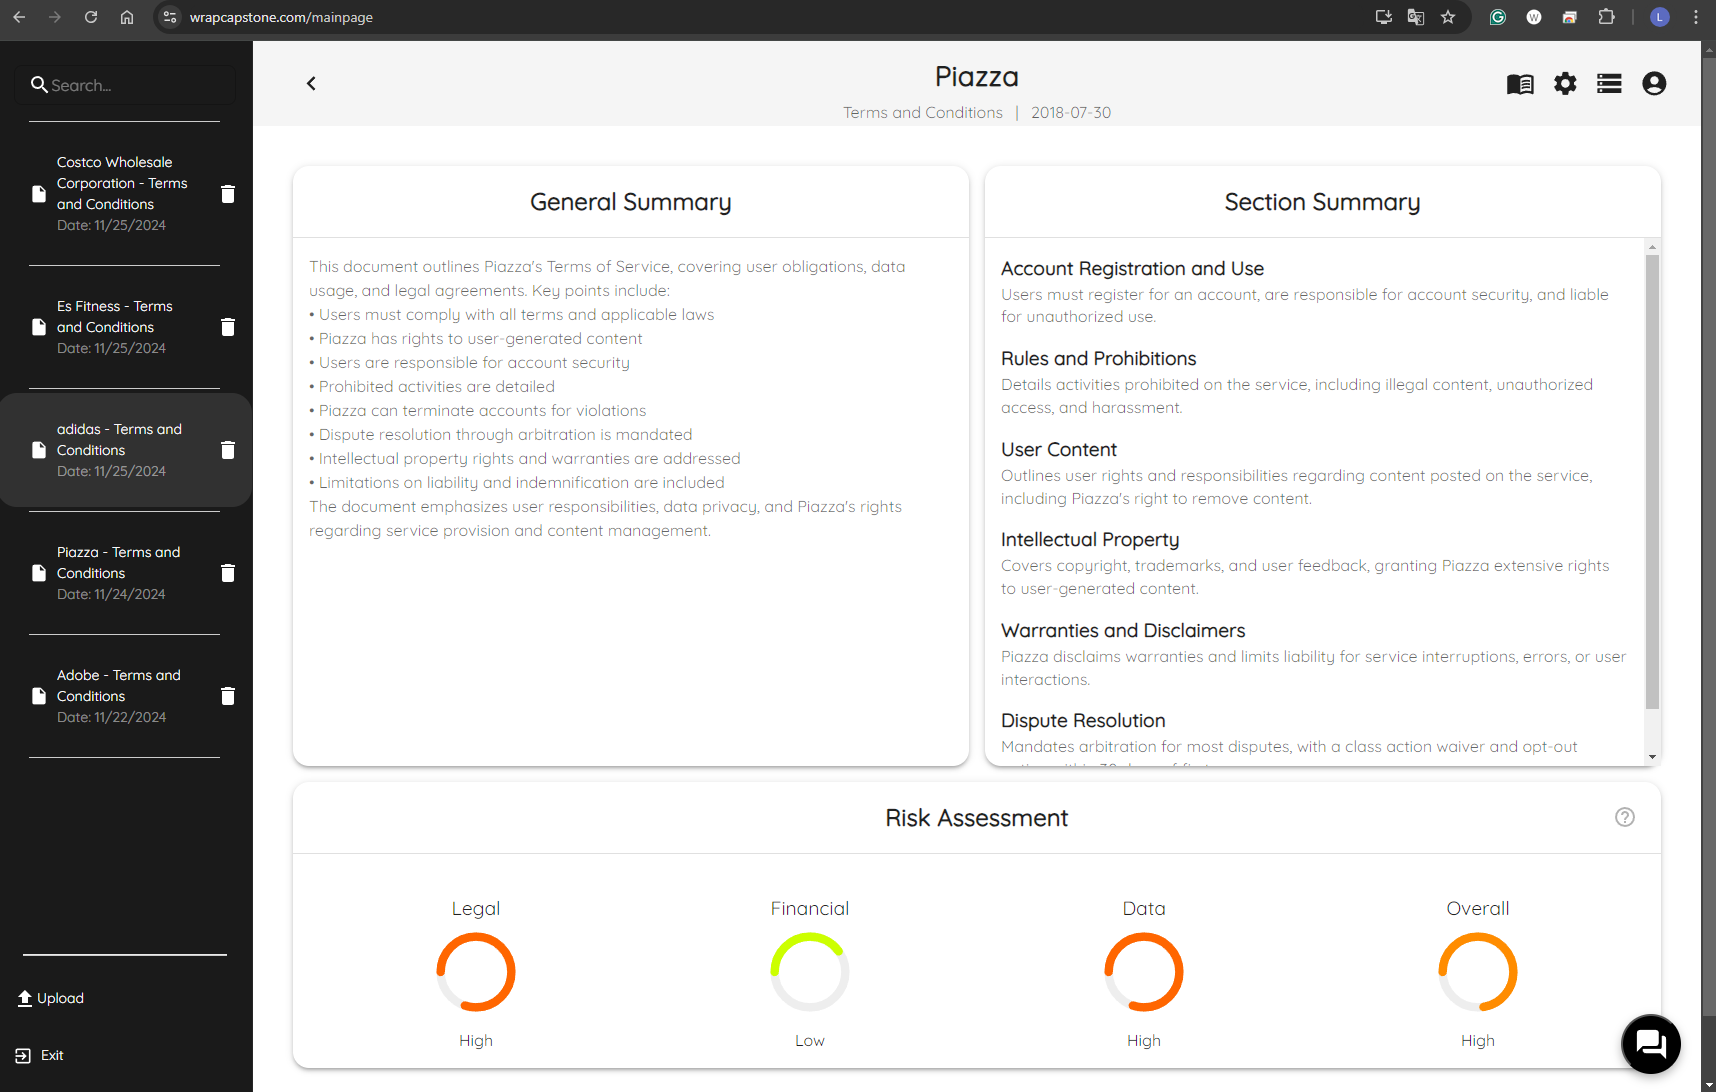 wrapcapstone.com/mainpage
W
L
Search...
Costco Wholesale
Corporation - Terms
and Conditions
Date: 11/25/2024
Es Fitness - Terms
and Conditions
Date: 11/25/2024
adidas - Terms and
Conditions
Date: 11/25/2024
Piazza - Terms and
Conditions
Date: 11/24/2024
Adobe - Terms and
Conditions
Date: 11/22/2024
Upload
Exit
Piazza
Terms and Conditions | 2018-07-30
General Summary
This document outlines Piazza's Terms of Service, covering user obligations, data
usage, and legal agreements. Key points include:
• Users must comply with all terms and applicable laws
• Piazza has rights to user-generated content
• Users are responsible for account security
• Prohibited activities are detailed
• Piazza can terminate accounts for violations
• Dispute resolution through arbitration is mandated
• Intellectual property rights and warranties are addressed
• Limitations on liability and indemnification are included
The document emphasizes user responsibilities, data privacy, and Piazza's rights
regarding service provision and content management.
Section Summary
Account Registration and Use
Users must register for an account, are responsible for account security, and liable
for unauthorized use.
Rules and Prohibitions
Details activities prohibited on the service, including illegal content, unauthorized
access, and harassment.
User Content
Outlines user rights and responsibilities regarding content posted on the service,
including Piazza's right to remove content.
Intellectual Property
Covers copyright, trademarks, and user feedback, granting Piazza extensive rights
to user-generated content.
Warranties and Disclaimers
Piazza disclaims warranties and limits liability for service interruptions, errors, or user
interactions.
Dispute Resolution
Mandates arbitration for most disputes, with a class action waiver and opt-out
Risk Assessment
?
Legal
Financial
Data
Overall
High
Low
High
High